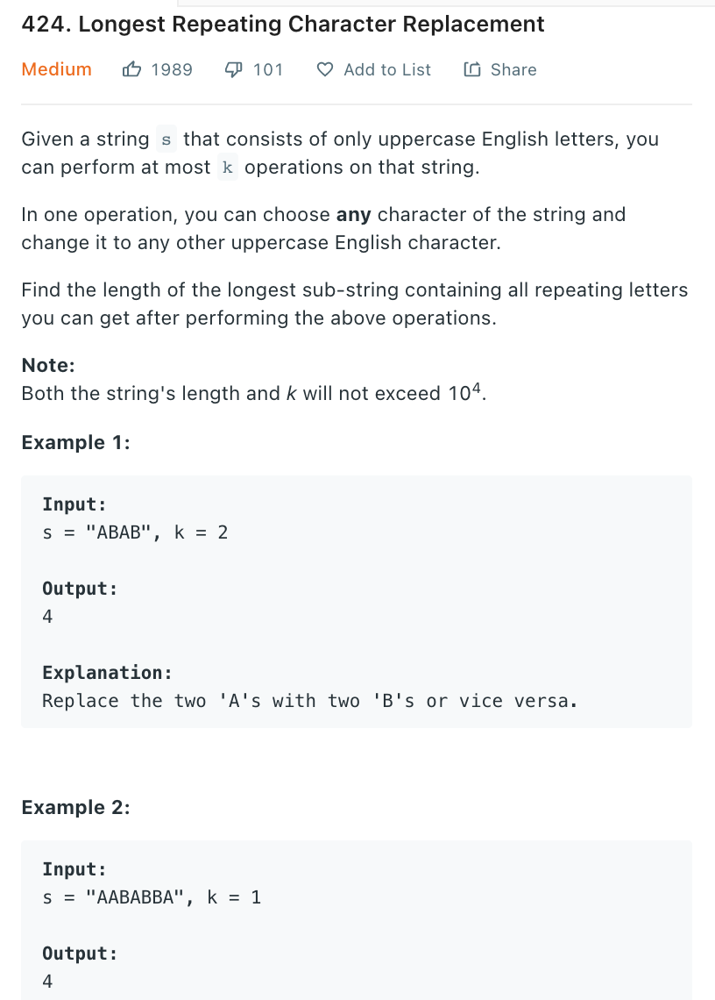 424. Longest Repeating Character Replacement
Medium 1989 101 Add to List Share
Given a string s that consists of only uppercase English letters, you
can perform at most k operations on that string.
In one operation, you can choose any character of the string and
change it to any other uppercase English character.
Find the length of the longest sub-string containing all repeating letters
you can get after performing the above operations.
Note:
Both the string's length and k will not exceed 10⁴.
Example 1:
Input:
s = "ABAB", k = 2
Output:
4
Explanation:
Replace the two 'A's with two 'B's or vice versa.
Example 2:
Input:
s = "AABABBA", k = 1
Output:
4